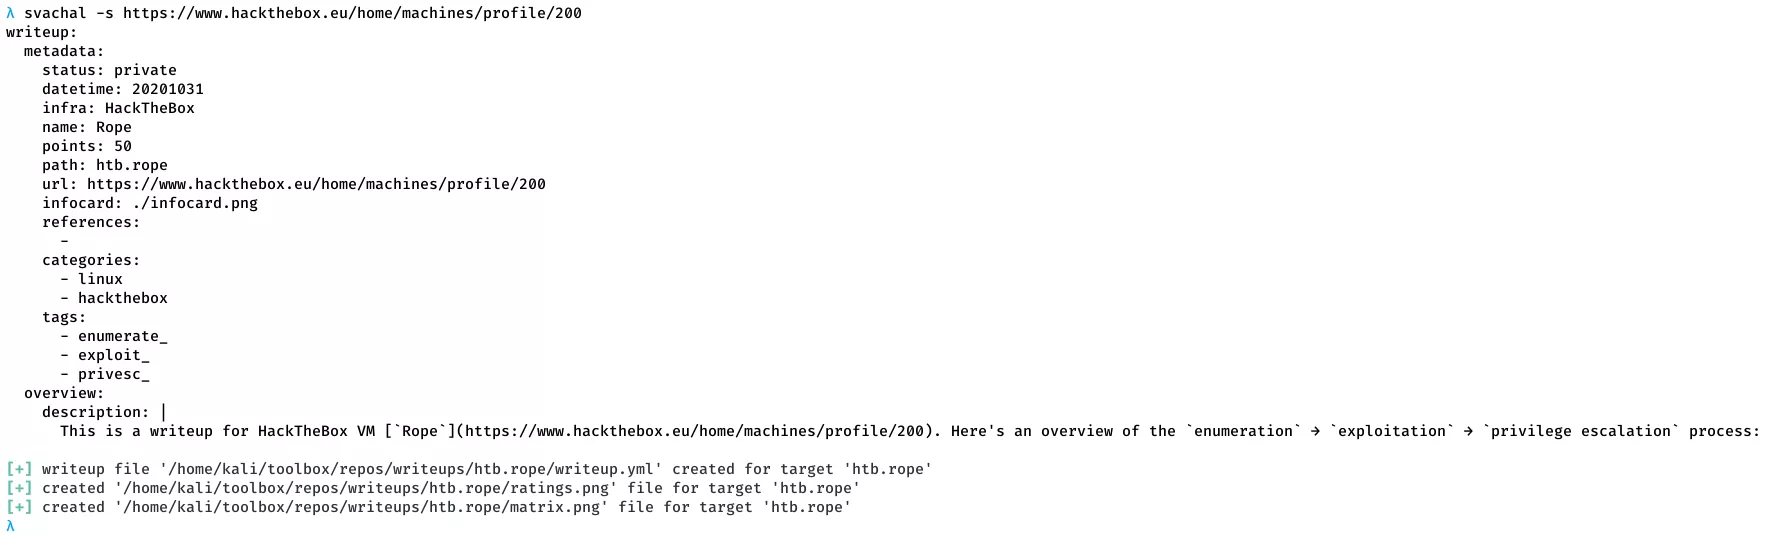 λ svachal -s https://www.hackthebox.eu/home/machines/profile/200
writeup:
  metadata:
    status: private
    datetime: 20201031
    infra: HackTheBox
    name: Rope
    points: 50
    path: htb.rope
    url: https://www.hackthebox.eu/home/machines/profile/200
    infocard: ./infocard.png
    references:
      -
    categories:
      - linux
      - hackthebox
    tags:
      - enumerate_
      - exploit_
      - privesc_
  overview:
    description: |
      This is a writeup for HackTheBox VM [`Rope`](https://www.hackthebox.eu/home/machines/profile/200). Here's an overview of the `enumeration` → `exploitation` → `privilege escalation` process:

[+] writeup file '/home/kali/toolbox/repos/writeups/htb.rope/writeup.yml' created for target 'htb.rope'
[+] created '/home/kali/toolbox/repos/writeups/htb.rope/ratings.png' file for target 'htb.rope'
[+] created '/home/kali/toolbox/repos/writeups/htb.rope/matrix.png' file for target 'htb.rope'
λ